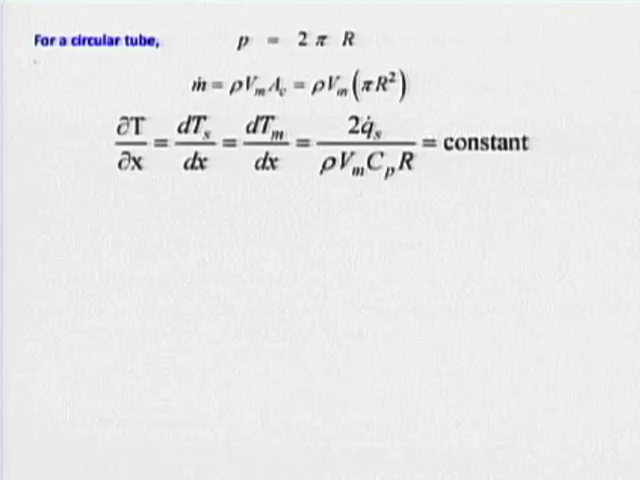 For a circular tube, p = 2 π R
ṁ = ρV_m A_c = ρV_m (πR²)
∂T/∂x = dT_s/dx = dT_m/dx = 2q̇_s/ρV_m C_p R = constant